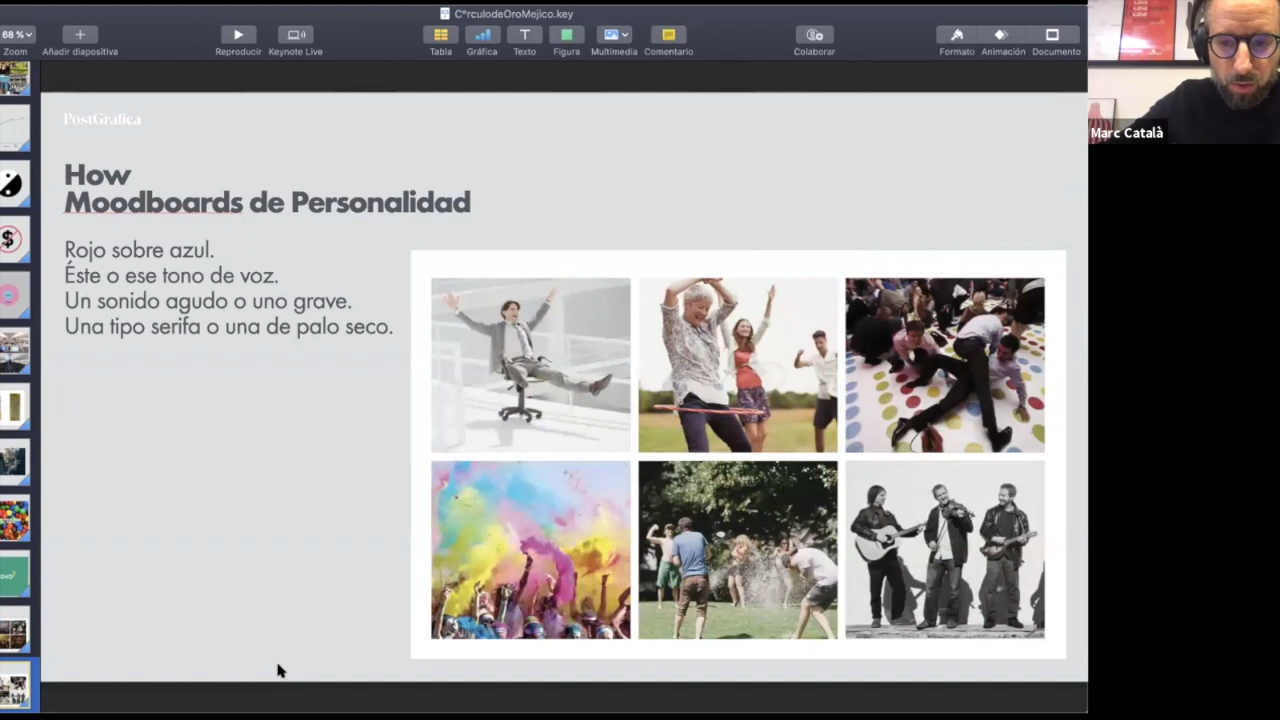 C°rculodeOroMejico.key
68 %
Zoom
Añadir diapositiva
Reproducir
Keynote Live
Tabla
Gráfica
Texto
Figura
Multimedia
Comentario
Colaborar
Formato
Animación
Documento
Marc Català
PostGráfica
How
Moodboards de Personalidad
Rojo sobre azul.
Éste o ese tono de voz.
Un sonido agudo o uno grave.
Una tipo serifa o una de palo seco.